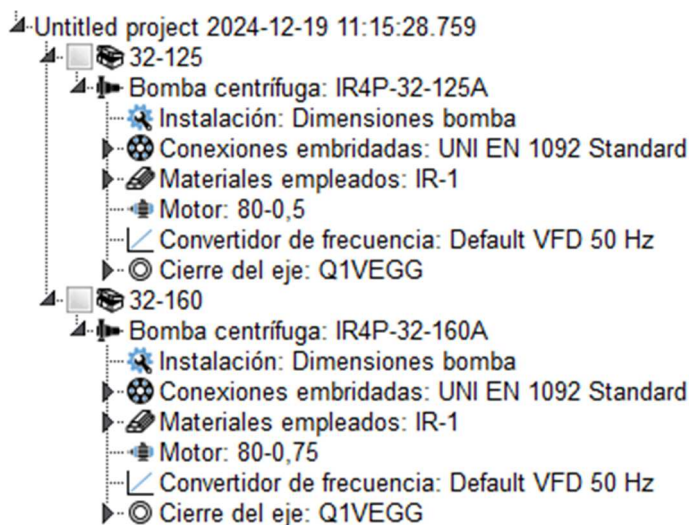 Untitled project 2024-12-19 11:15:28.759
32-125
Bomba centrífuga: IR4P-32-125A
Instalación: Dimensiones bomba
Conexiones embridadas: UNI EN 1092 Standard
Materiales empleados: IR-1
Motor: 80-0,5
Convertidor de frecuencia: Default VFD 50 Hz
Cierre del eje: Q1VEGG
32-160
Bomba centrífuga: IR4P-32-160A
Instalación: Dimensiones bomba
Conexiones embridadas: UNI EN 1092 Standard
Materiales empleados: IR-1
Motor: 80-0,75
Convertidor de frecuencia: Default VFD 50 Hz
Cierre del eje: Q1VEGG